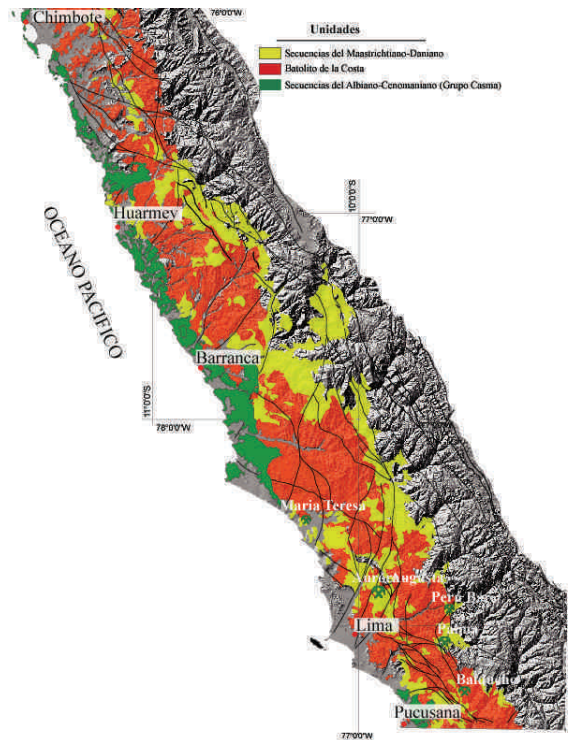 Chimbote
76°0'0"W
Unidades
Secuencias del Maastrichtiano-Daniano
Batolito de la Costa
Secuencias del Albiano-Cenomaniano (Grupo Casma)
10°0'0"S
77°0'0"W
Huarmey
OCEANO PACIFICO
Barranca
11°0'0"S
78°0'0"W
Maria Teresa
Augusta
Lima
Palma
Balducho
Pucusana
77°0'0"W